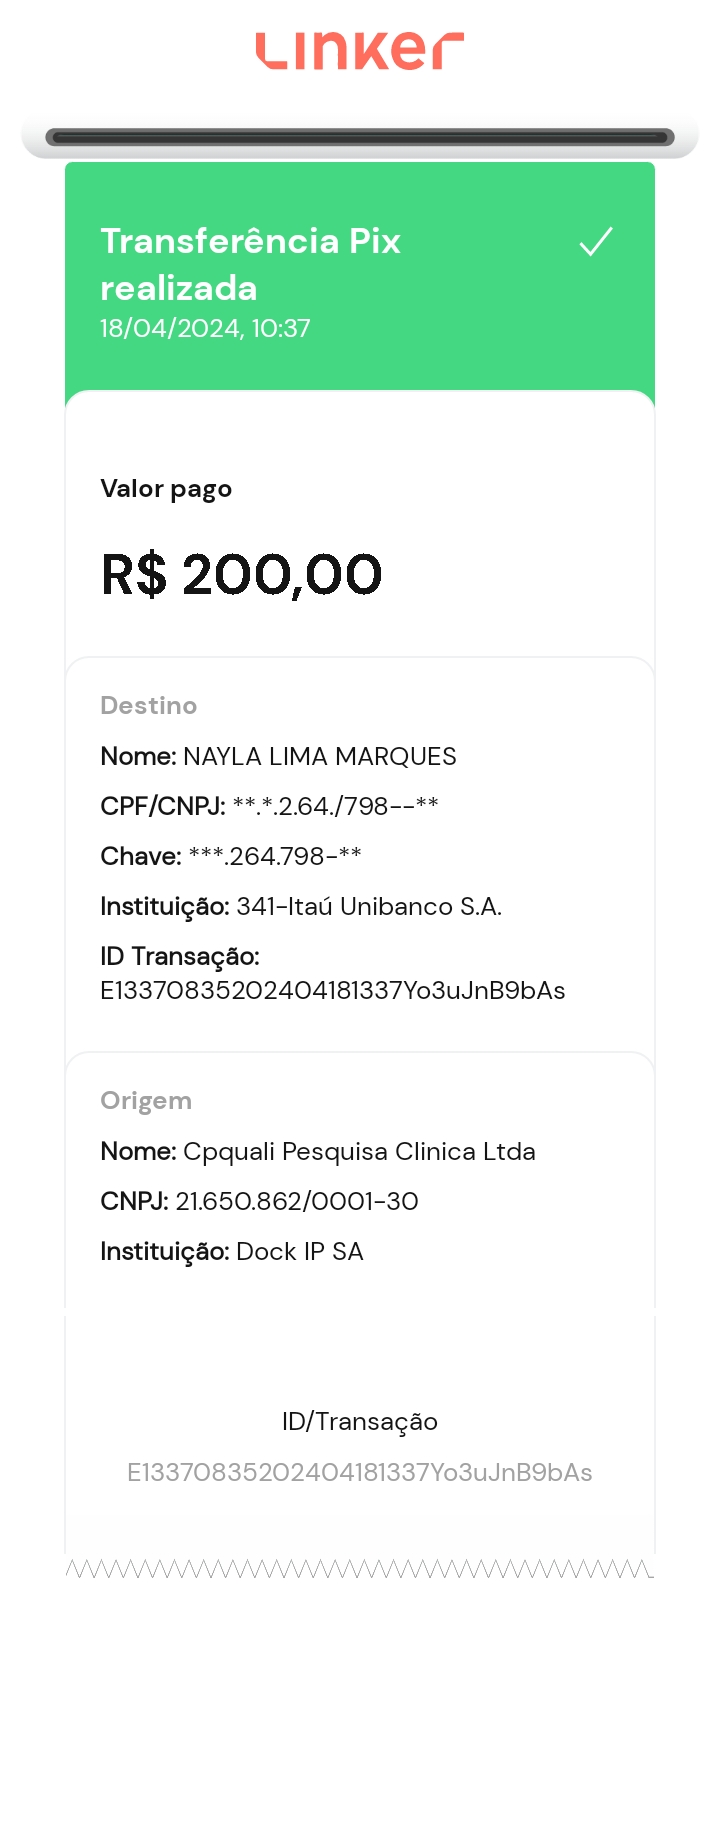 Linker
Transferência Pix
realizada
18/04/2024, 10:37
Valor pago
R$ 200,00
Destino
Nome: NAYLA LIMA MARQUES
CPF/CNPJ: **.*.2.64./798--**
Chave: ***.264.798-**
Instituição: 341-Itaú Unibanco S.A.
ID Transação:
E13370835202404181337Yo3uJnB9bAs
Origem
Nome: Cpquali Pesquisa Clinica Ltda
CNPJ: 21.650.862/0001-30
Instituição: Dock IP SA
ID/Transação
E13370835202404181337Yo3uJnB9bAs